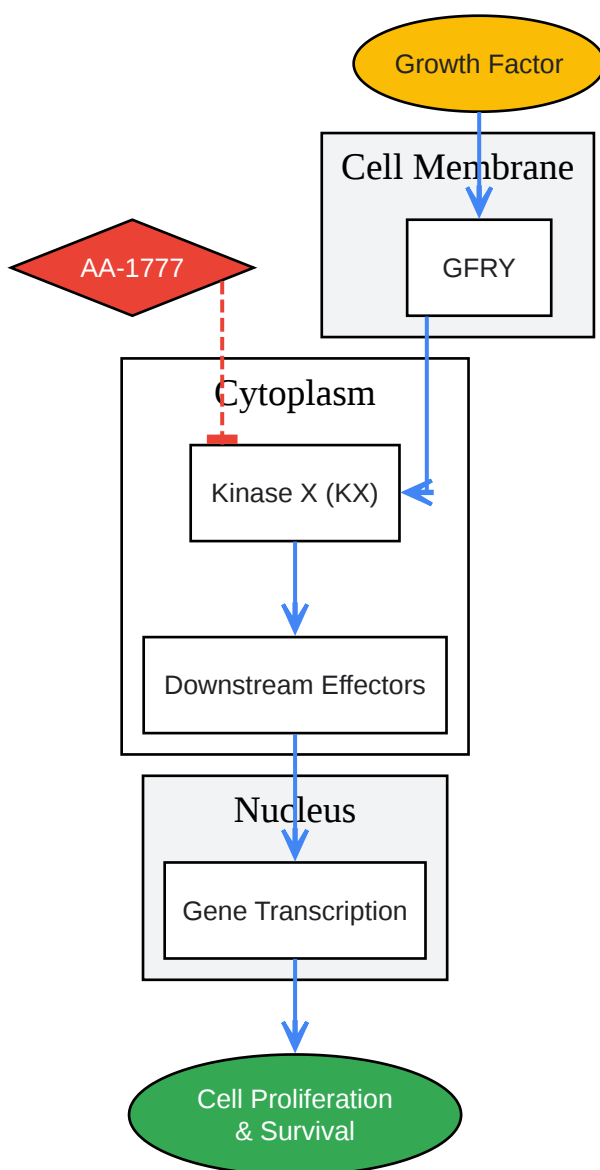 Growth Factor
Cell Membrane
AA-1777
GFRY
Cytoplasm
Kinase X (KX)
Downstream Effectors
Nucleus
Gene Transcription
Cell Proliferation
& Survival